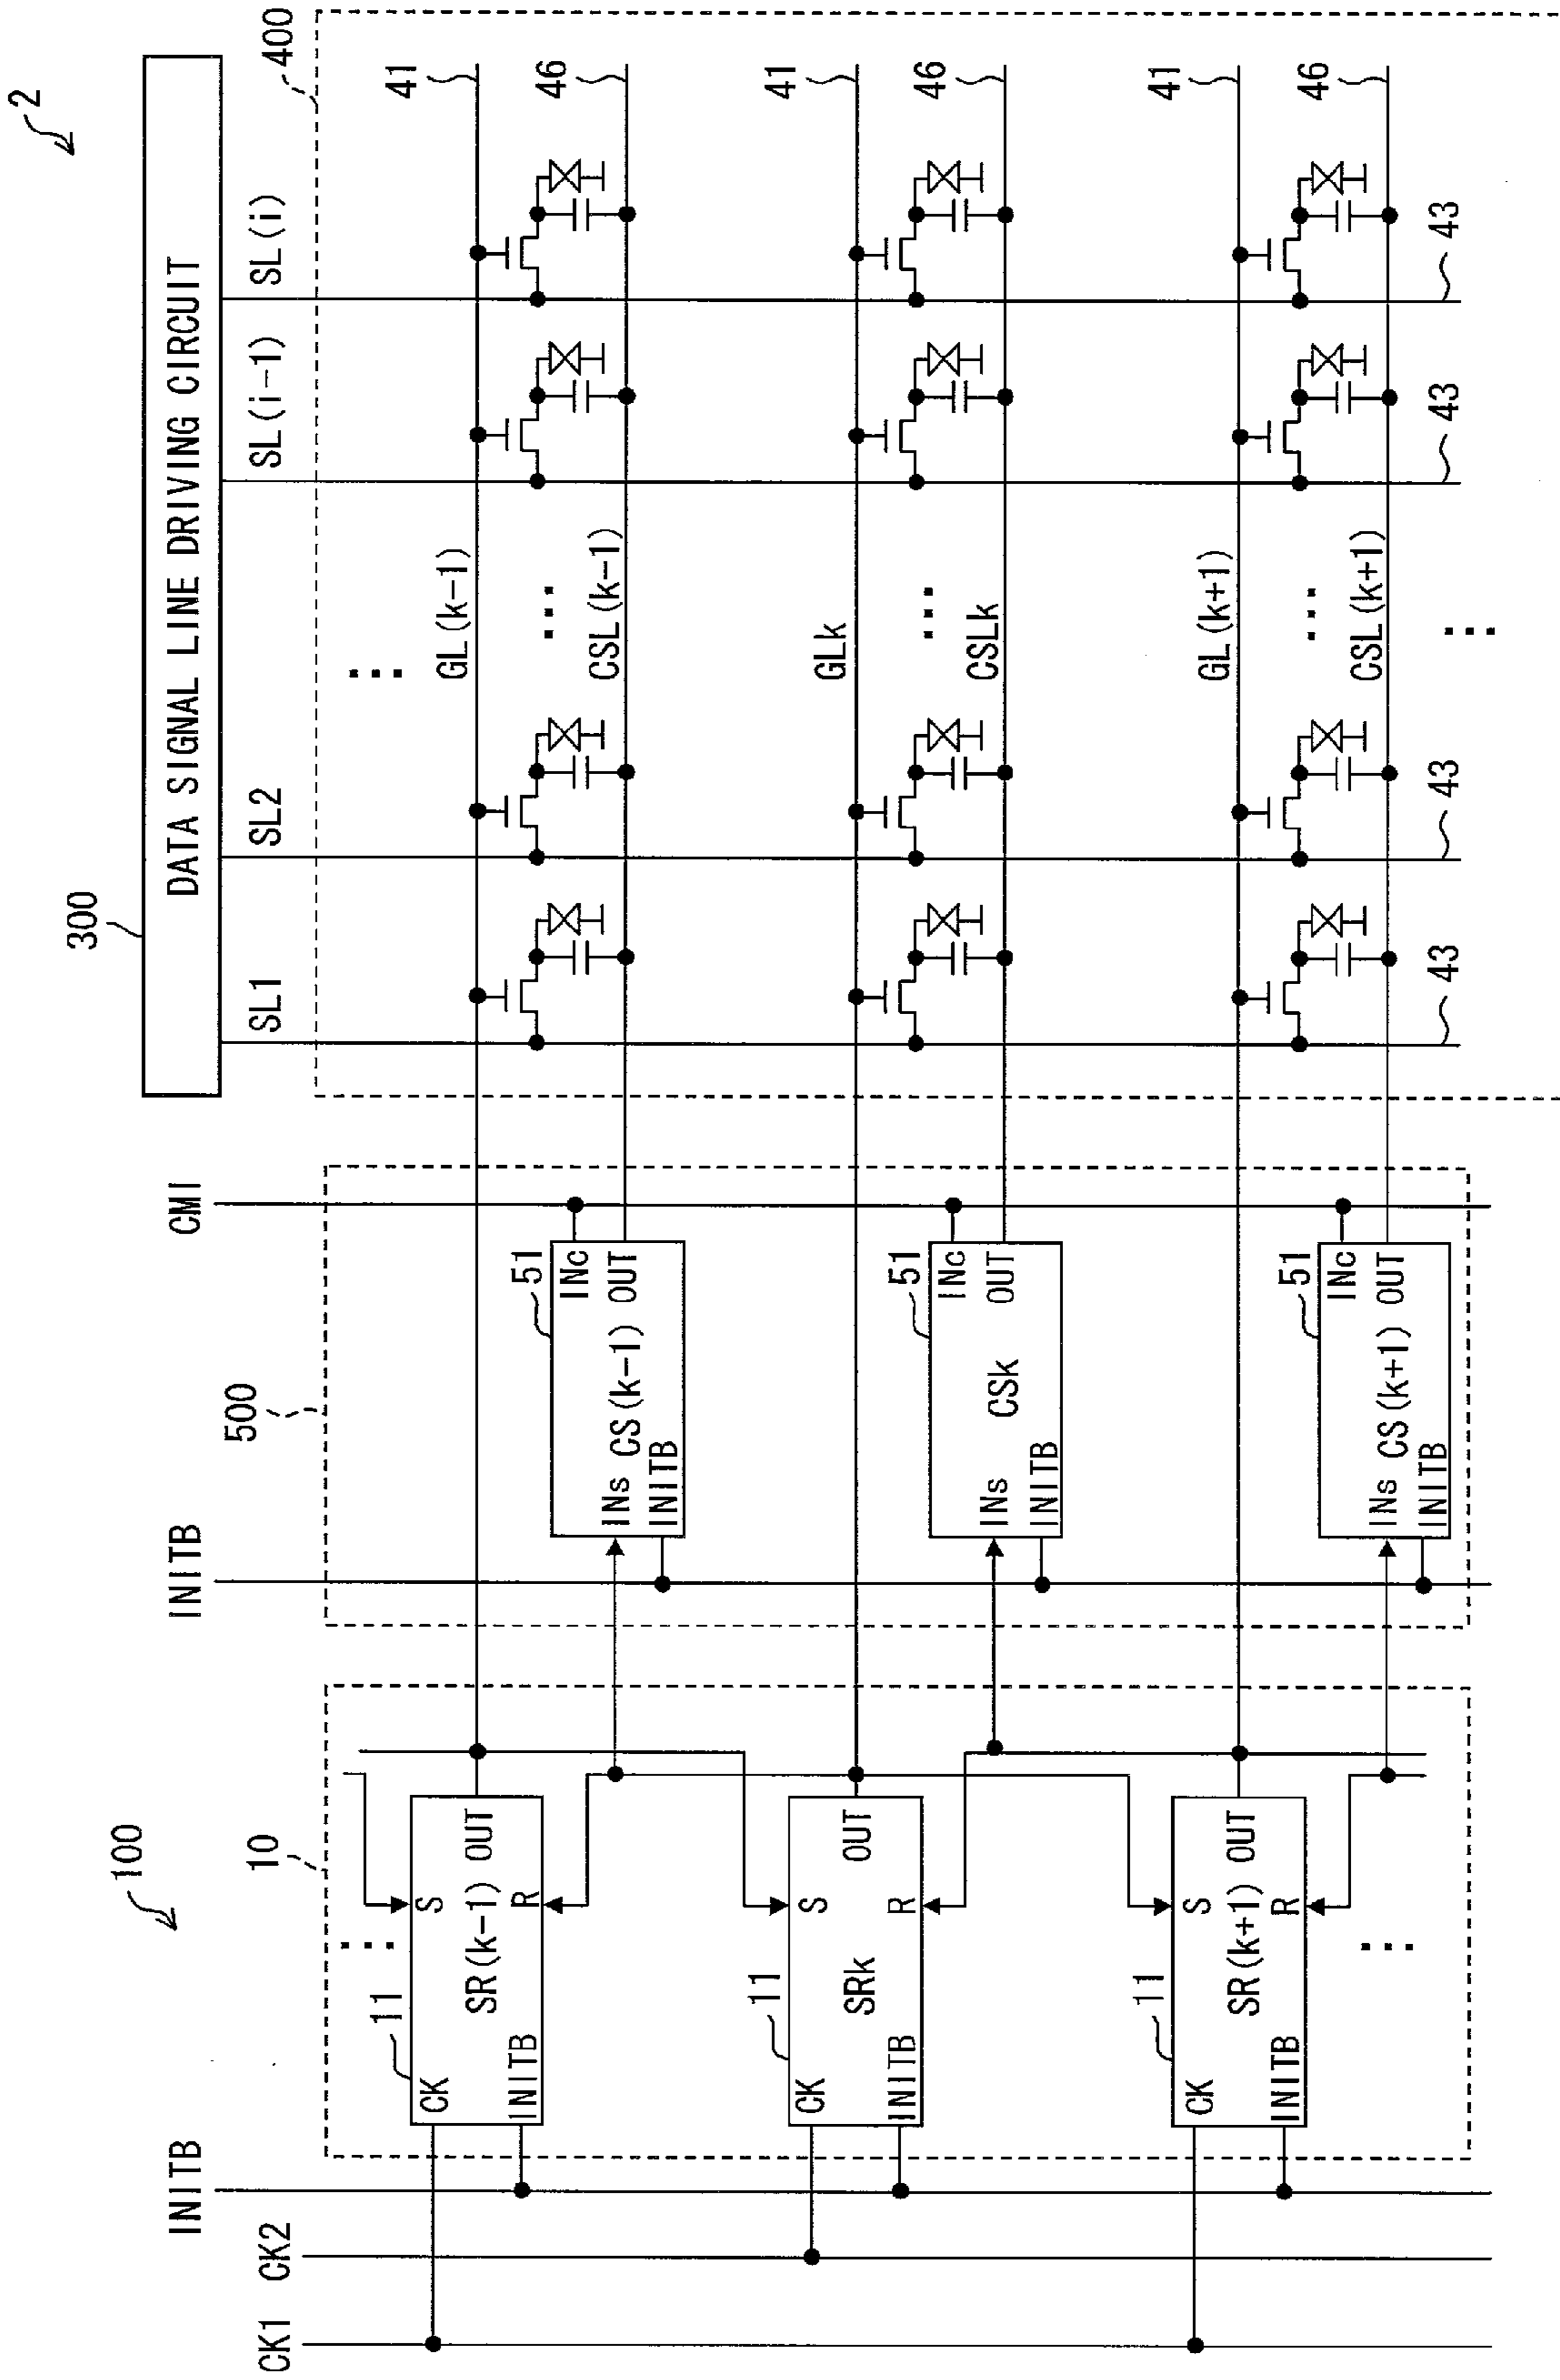 2
100
300
DATA SIGNAL LINE DRIVING CIRCUIT
CK1
CK2
INITB
10
INITB
500
CMI
SL1
SL2
SL(i-1)
SL(i)
400
...
...
CK
11
S
SR(k-1)
OUT
INITB
R
51
INc
INs
CS(k-1)
OUT
INITB
GL(k-1)
41
...
CSL(k-1)
46
CK
11
S
SRk
OUT
INITB
R
51
INc
INs
CSk
OUT
INITB
GLk
41
...
CSLk
46
CK
11
S
SR(k+1)
OUT
INITB
R
51
INc
INs
CS(k+1)
OUT
INITB
GL(k+1)
41
...
CSL(k+1)
46
...
43
43
...
43
43